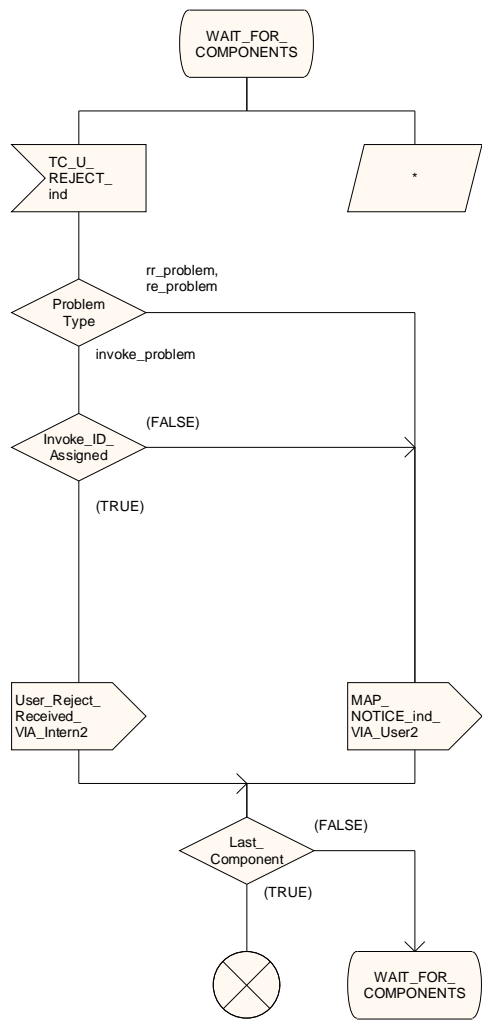 WAIT_FOR_
COMPONENTS
TC_U_
REJECT_
ind
*
rr_problem,
re_problem
Problem
Type
invoke_problem
(FALSE)
Invoke_ID_
Assigned
(TRUE)
User_Reject_
Received_
VIA_Intern2
MAP_
NOTICE_ind_
VIA_User2
(FALSE)
Last_
Component
(TRUE)
WAIT_FOR_
COMPONENTS